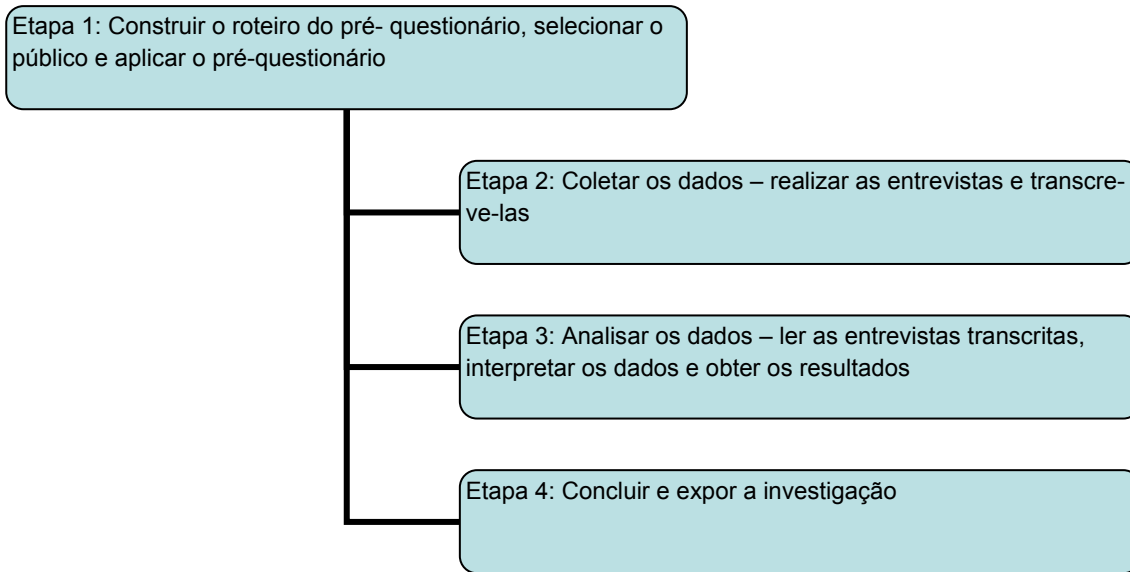 Etapa 1: Construir o roteiro do pré- questionário, selecionar o
público e aplicar o pré-questionário
Etapa 2: Coletar os dados – realizar as entrevistas e transcre-
ve-las
Etapa 3: Analisar os dados – ler as entrevistas transcritas,
interpretar os dados e obter os resultados
Etapa 4: Concluir e expor a investigação